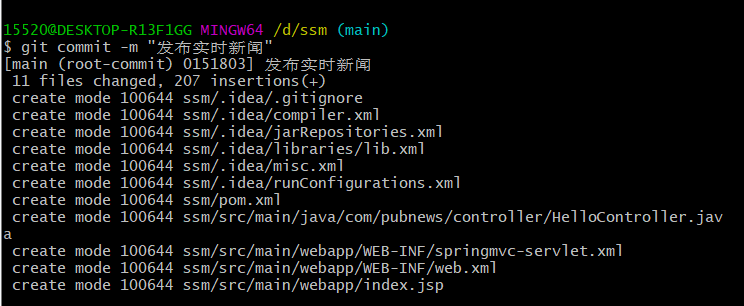 15520@DESKTOP-R13F1GG MINGW64 /d/ssm (main)
$ git commit -m "发布实时新闻"
[main (root-commit) 0151803] 发布实时新闻
 11 files changed, 207 insertions(+)
 create mode 100644 ssm/.idea/.gitignore
 create mode 100644 ssm/.idea/compiler.xml
 create mode 100644 ssm/.idea/jarRepositories.xml
 create mode 100644 ssm/.idea/libraries/lib.xml
 create mode 100644 ssm/.idea/misc.xml
 create mode 100644 ssm/.idea/runConfigurations.xml
 create mode 100644 ssm/pom.xml
 create mode 100644 ssm/src/main/java/com/pubnews/controller/HelloController.jav
a
 create mode 100644 ssm/src/main/webapp/WEB-INF/springmvc-servlet.xml
 create mode 100644 ssm/src/main/webapp/WEB-INF/web.xml
 create mode 100644 ssm/src/main/webapp/index.jsp